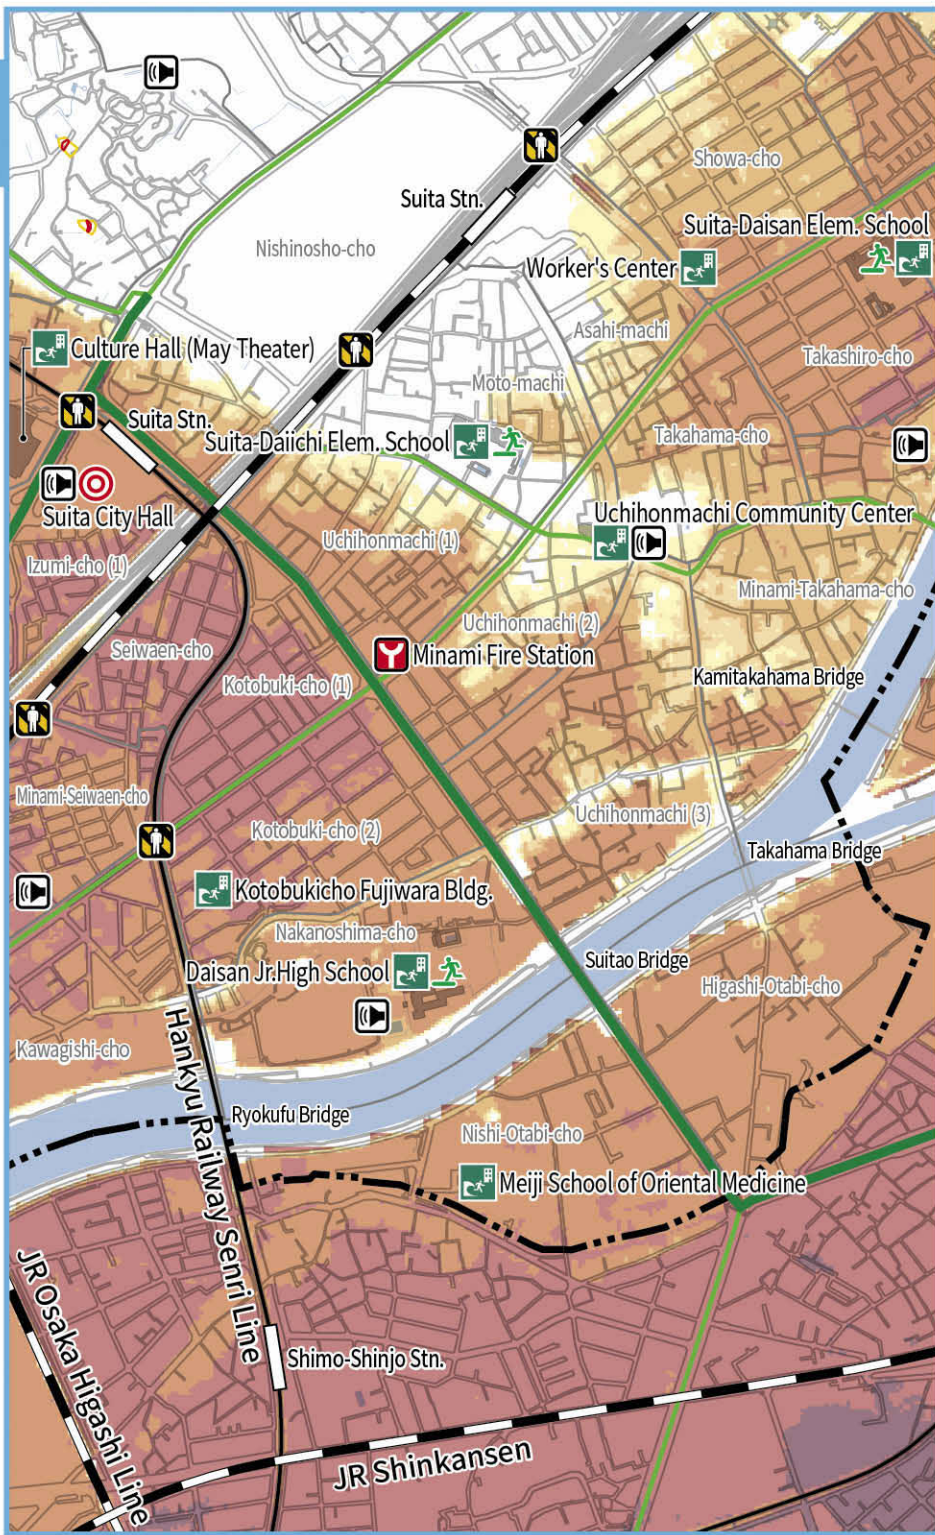 Showa-cho
Suita Stn.
Suita-Daisan Elem. School
Nishinosho-cho
Worker's Center
Asahi-machi
Culture Hall (May Theater)
Takashiro-cho
Moto-machi
Suita Stn.
Suita-Daiichi Elem. School
Takahama-cho
Suita City Hall
Uchihonmachi Community Center
Uchihonmachi (1)
Izumi-cho (1)
Minami-Takahama-cho
Uchihonmachi (2)
Seiwaen-cho
Minami Fire Station
Kamitakahama Bridge
Kotobuki-cho (1)
Minami-Seiwaen-cho
Uchihonmachi (3)
Kotobuki-cho (2)
Takahama Bridge
Kotobukicho Fujiwara Bldg.
Nakanoshima-cho
Suitao Bridge
Daisan Jr.High School
Higashi-Otabi-cho
Kawagishi-cho
Hankyu Railway Senri Line
Ryokufu Bridge
Nishi-Otabi-cho
Meiji School of Oriental Medicine
JR Osaka Higashi Line
Shimo-Shinjo Stn.
JR Shinkansen